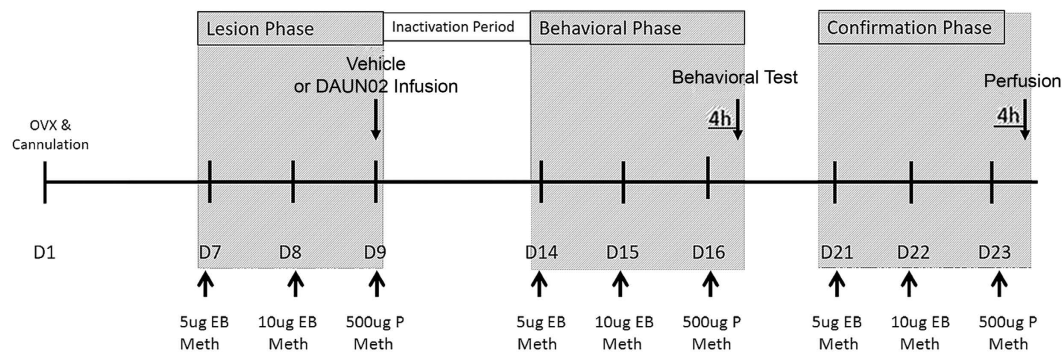 Lesion Phase
Inactivation Period
Behavioral Phase
Confirmation Phase
Vehicle
or DAUN02 Infusion
Behavioral Test
4h
Perfusion
4h
OVX &
Cannulation
D1
D7
D8
D9
D14
D15
D16
D21
D22
D23
5ug EB
Meth
10ug EB
Meth
500ug P
Meth
5ug EB
Meth
10ug EB
Meth
500ug P
Meth
5ug EB
Meth
10ug EB
Meth
500ug P
Meth